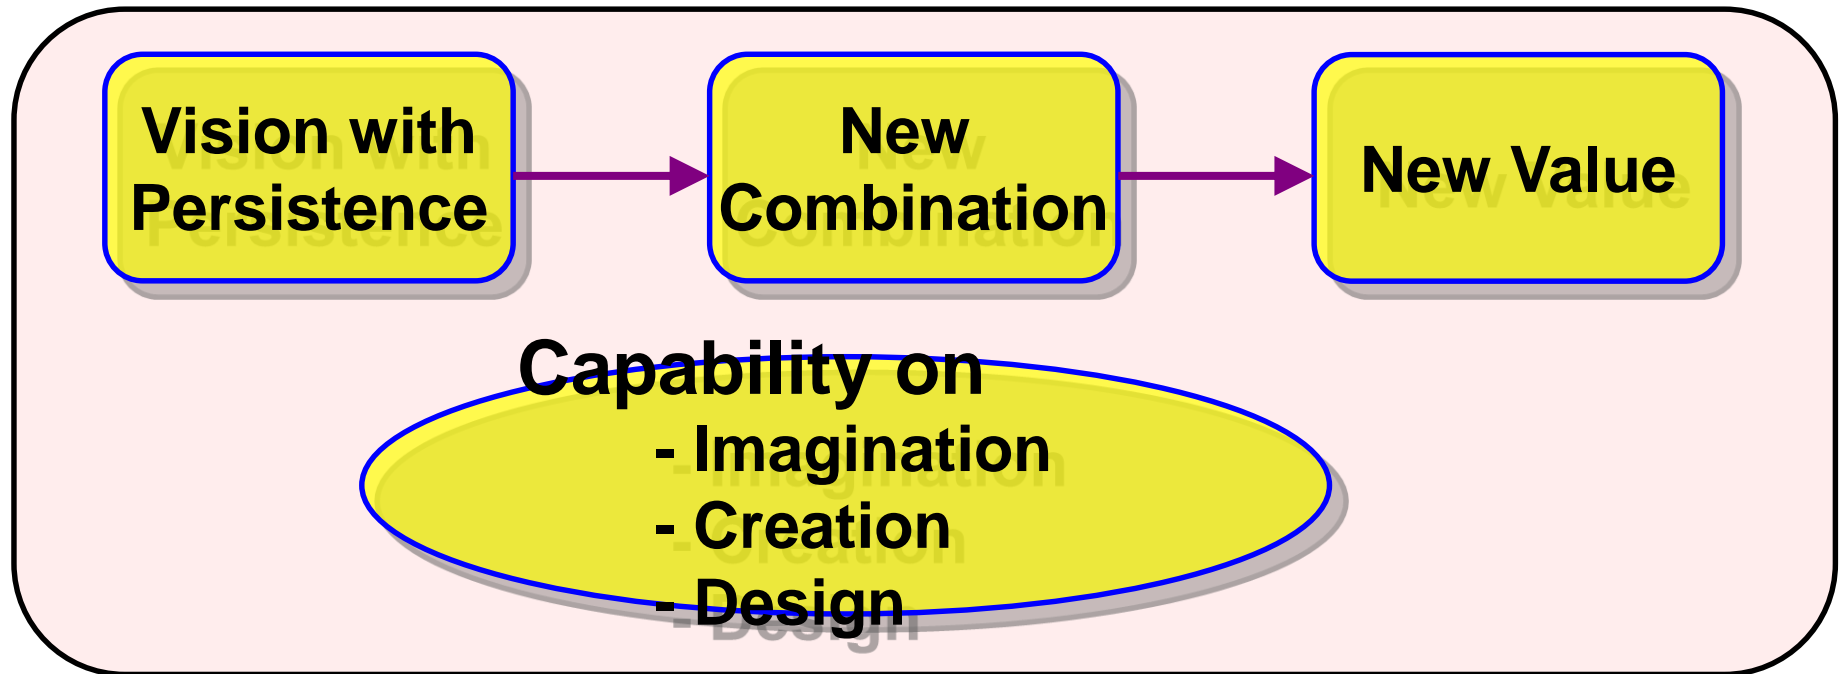 Vision with
Persistence
New
Combination
New Value
Capability on
- Imagination
- Creation
- Design